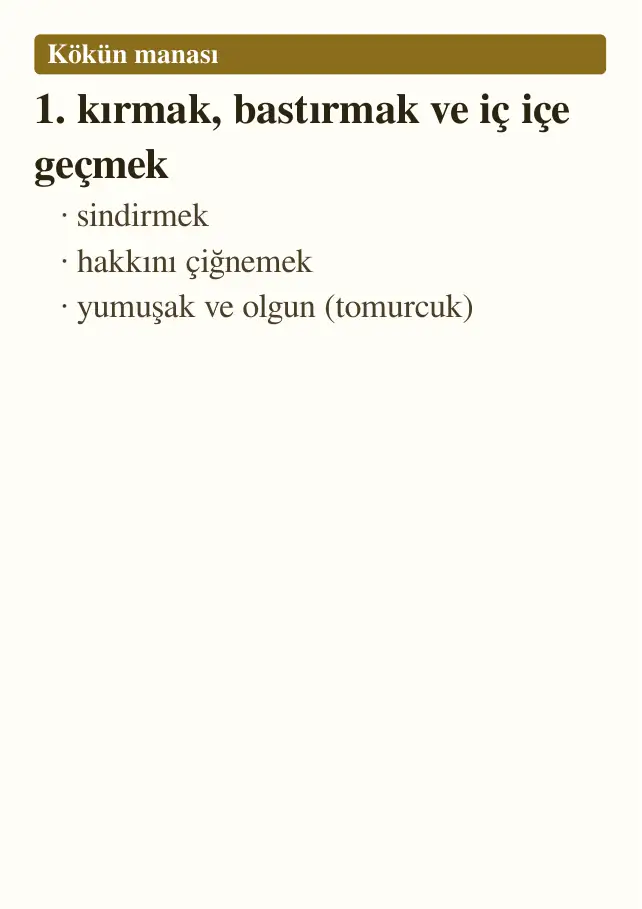 Kökün manası
1. kırmak, bastırmak ve iç içe
geçmek
· sindirmek
· hakkını çiğnemek
· yumuşak ve olgun (tomurcuk)